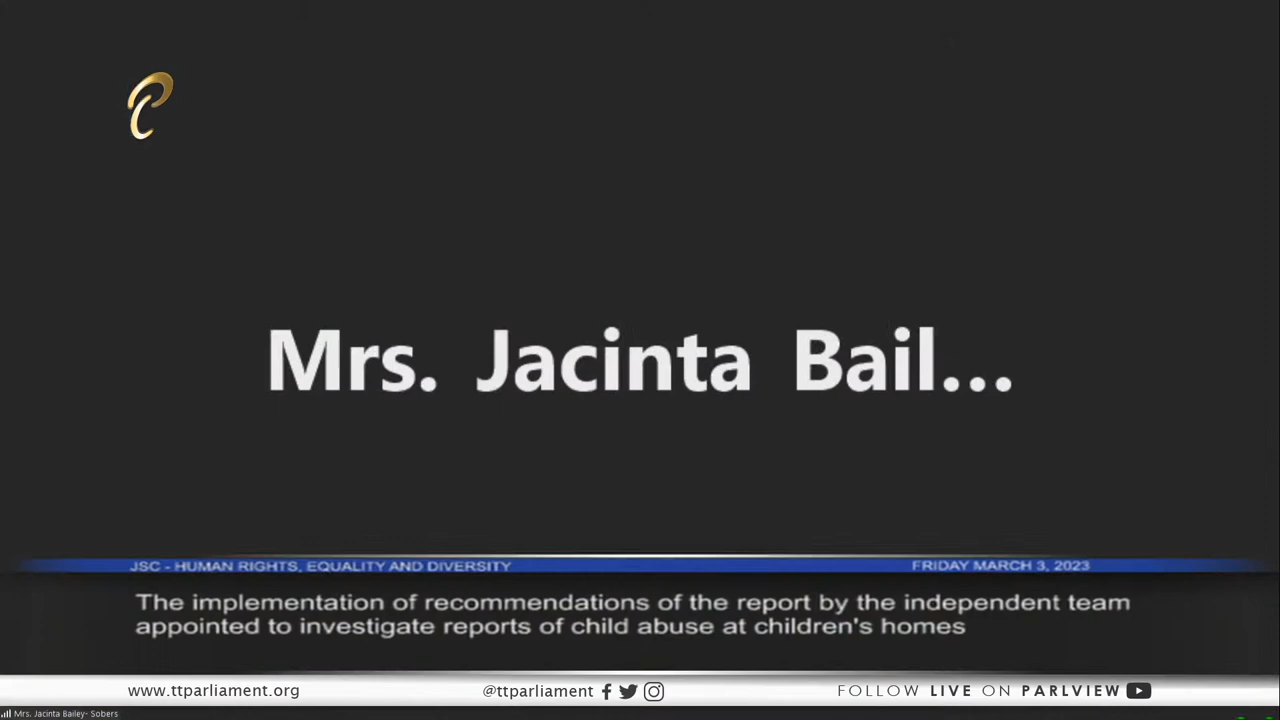 Mrs. Jacinta Bail...
JSC - HUMAN RIGHTS, EQUALITY AND DIVERSITY FRIDAY MARCH 3, 2023
The implementation of recommendations of the report by the independent team
appointed to investigate reports of child abuse at children's homes
www.ttparliament.org @ttparliament FOLLOW LIVE ON PARLVIEW
Mrs. Jacinta Bailey- Sobers